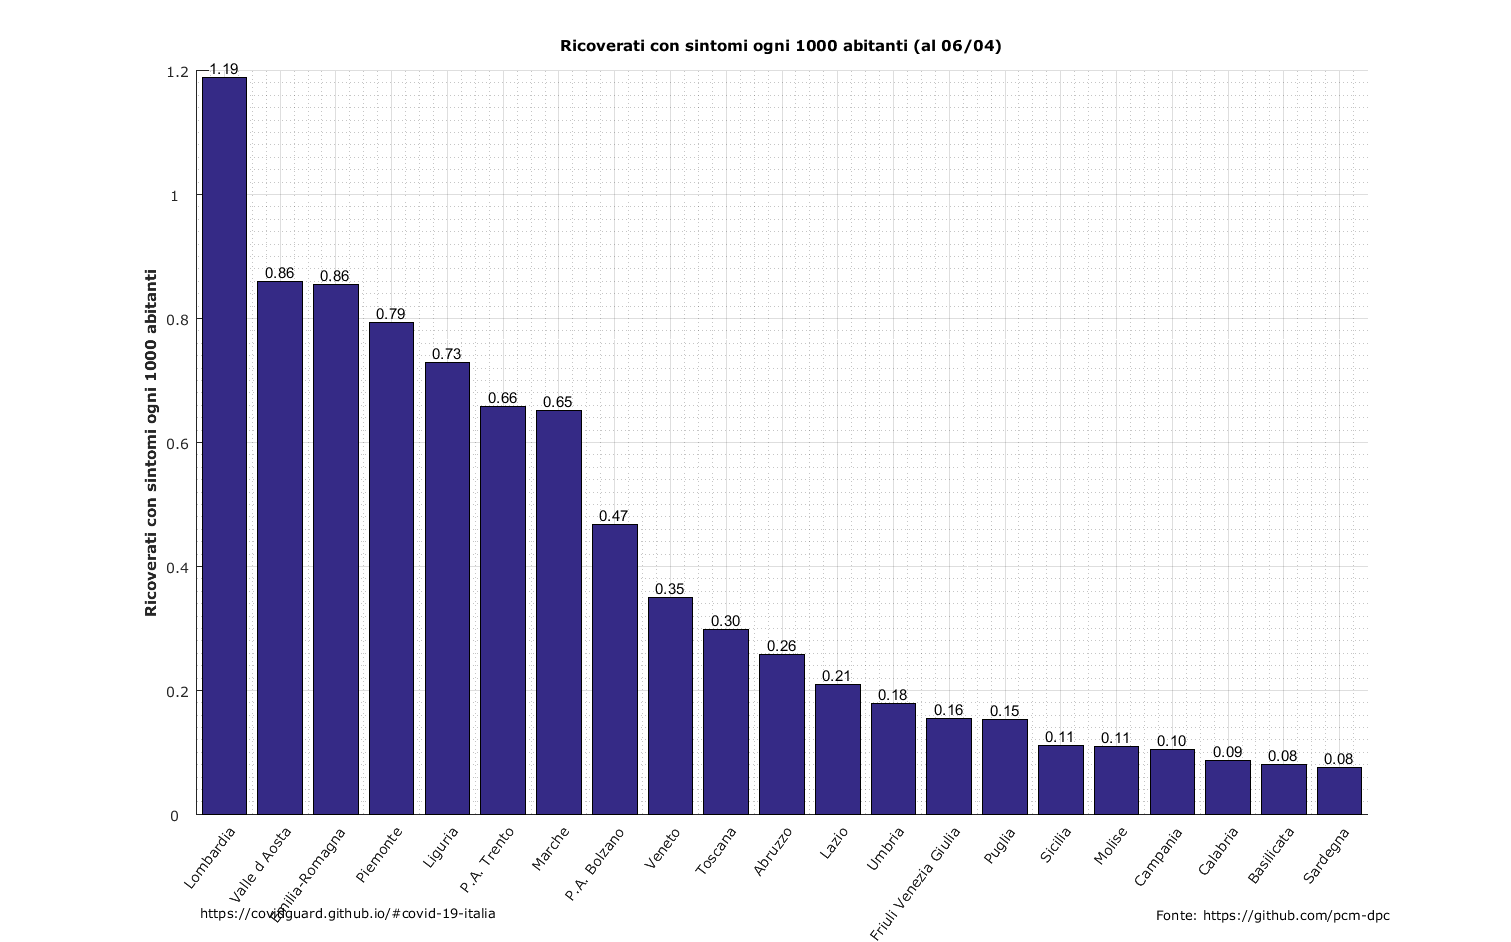 Ricoverati con sintomi ogni 1000 abitanti (al 06/04)
Ricoverati con sintomi ogni 1000 abitanti
1.2
1
0.8
0.6
0.4
0.2
0
1.19
0.86
0.86
0.79
0.73
0.66
0.65
0.47
0.35
0.30
0.26
0.21
0.18
0.16
0.15
0.11
0.11
0.10
0.09
0.08
0.08
Lombardia
Valle d Aosta
Emilia-Romagna
Piemonte
Liguria
P.A. Trento
Marche
P.A. Bolzano
Veneto
Toscana
Abruzzo
Lazio
Umbria
Friuli Venezia Giulia
Puglia
Sicilia
Molise
Campania
Calabria
Basilicata
Sardegna
https://covidguard.github.io/#covid-19-italia
Fonte: https://github.com/pcm-dpc